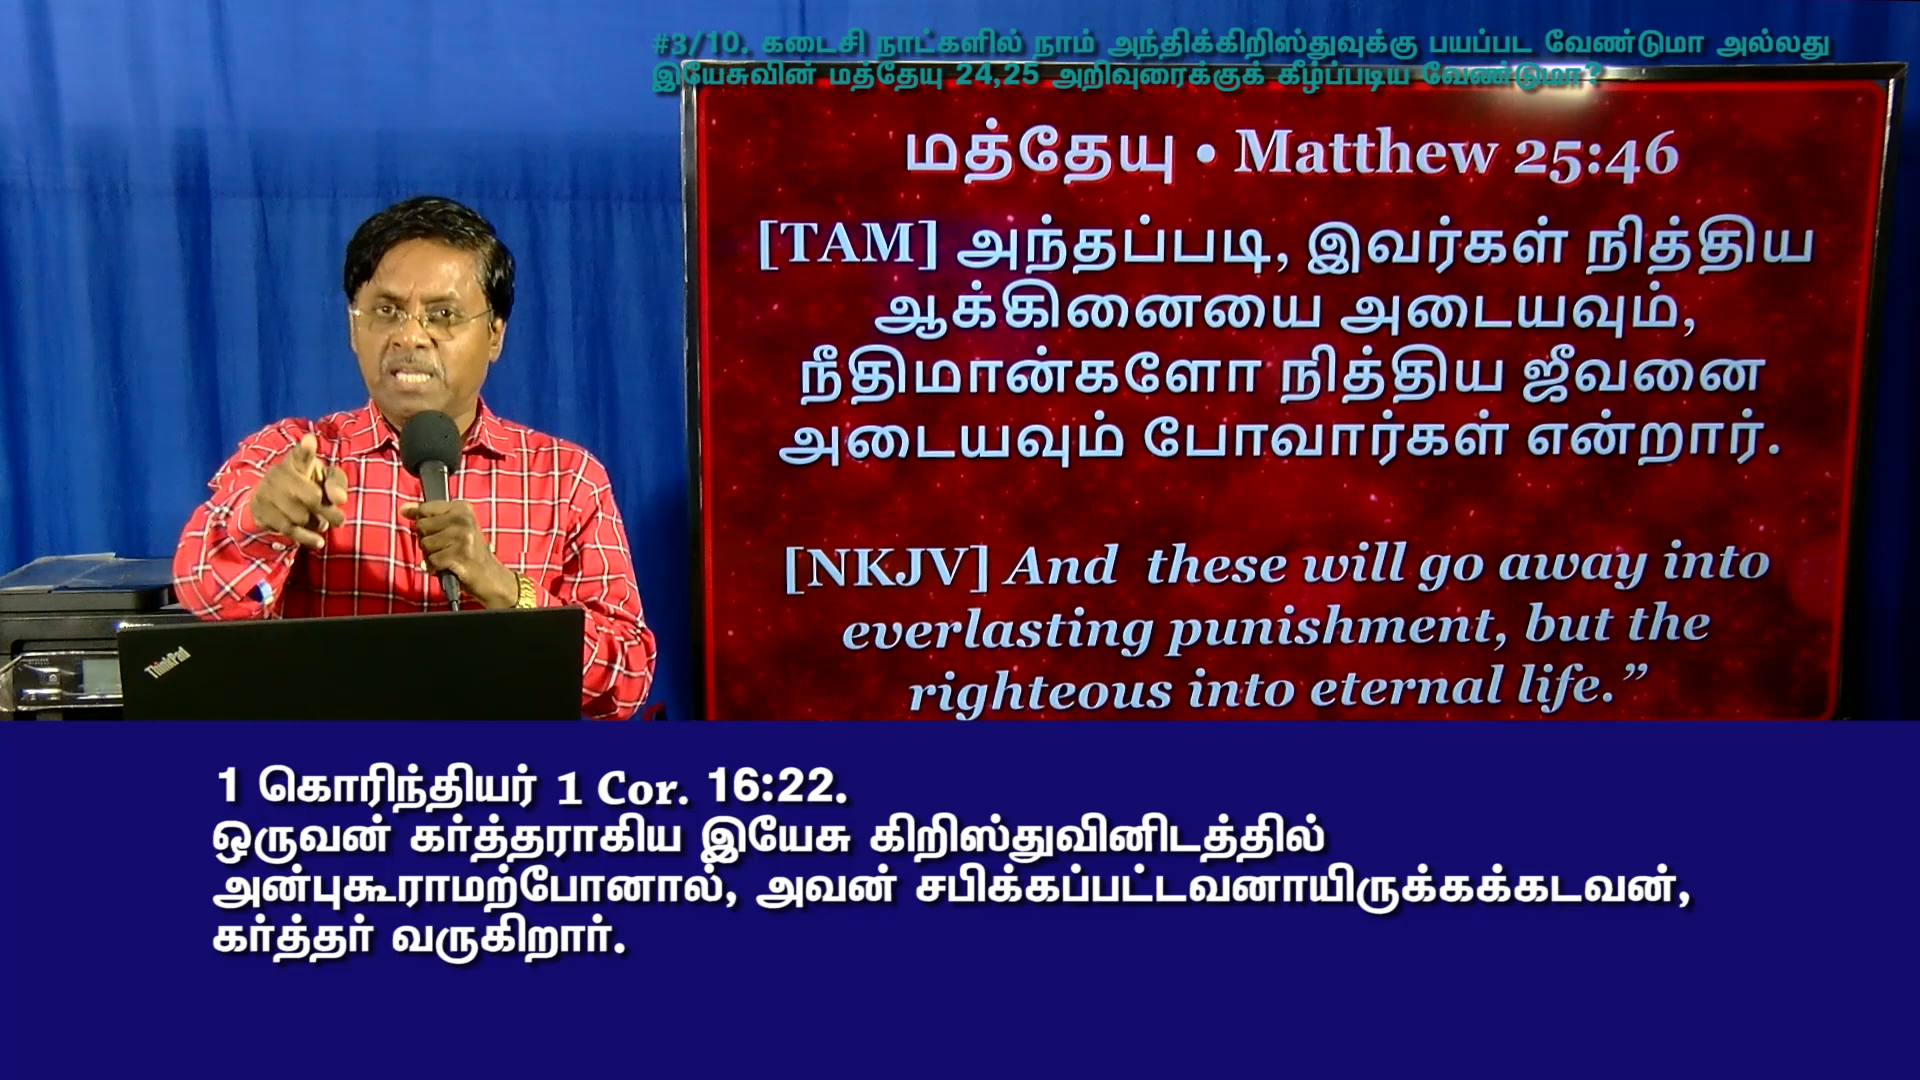 #3/10. கடைசி நாட்களில் நாம் அந்திக்கிறிஸ்துவுக்கு பயப்பட வேண்டுமா அல்லது
இயேசுவின் மத்தேயு 24,25 அறிவுரைக்குக் கீழ்ப்படிய வேண்டுமா?
மத்தேயு • Matthew 25:46
[TAM] அந்தப்படி, இவர்கள் நித்திய
ஆக்கினையை அடையவும்,
நீதிமான்களோ நித்திய ஜீவனை
அடையவும் போவார்கள் என்றார்.
[NKJV] And these will go away into
everlasting punishment, but the
righteous into eternal life.”
ThinkPad
1 கொரிந்தியர் 1 Cor. 16:22.
ஒருவன் கர்த்தராகிய இயேசு கிறிஸ்துவினிடத்தில்
அன்புகூராமற்போனால், அவன் சபிக்கப்பட்டவனாயிருக்கக்கடவன்,
கர்த்தர் வருகிறார்.